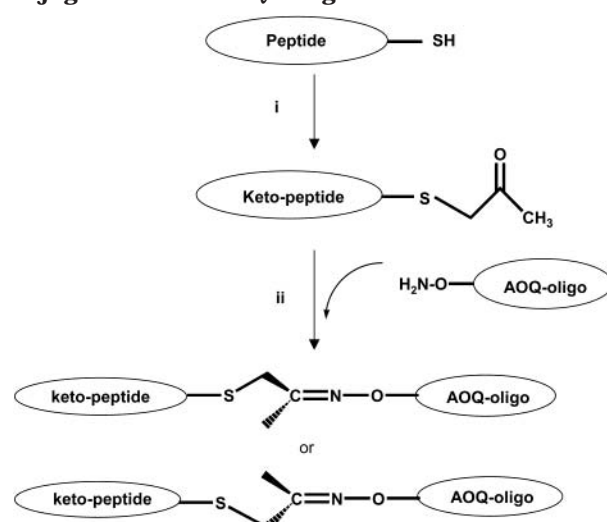 Peptide SH
i
O
Keto-peptide S
CH₃
ii
H₂N-O AOQ-oligo
keto-peptide S C N O AOQ-oligo
or
keto-peptide S C N O AOQ-oligo